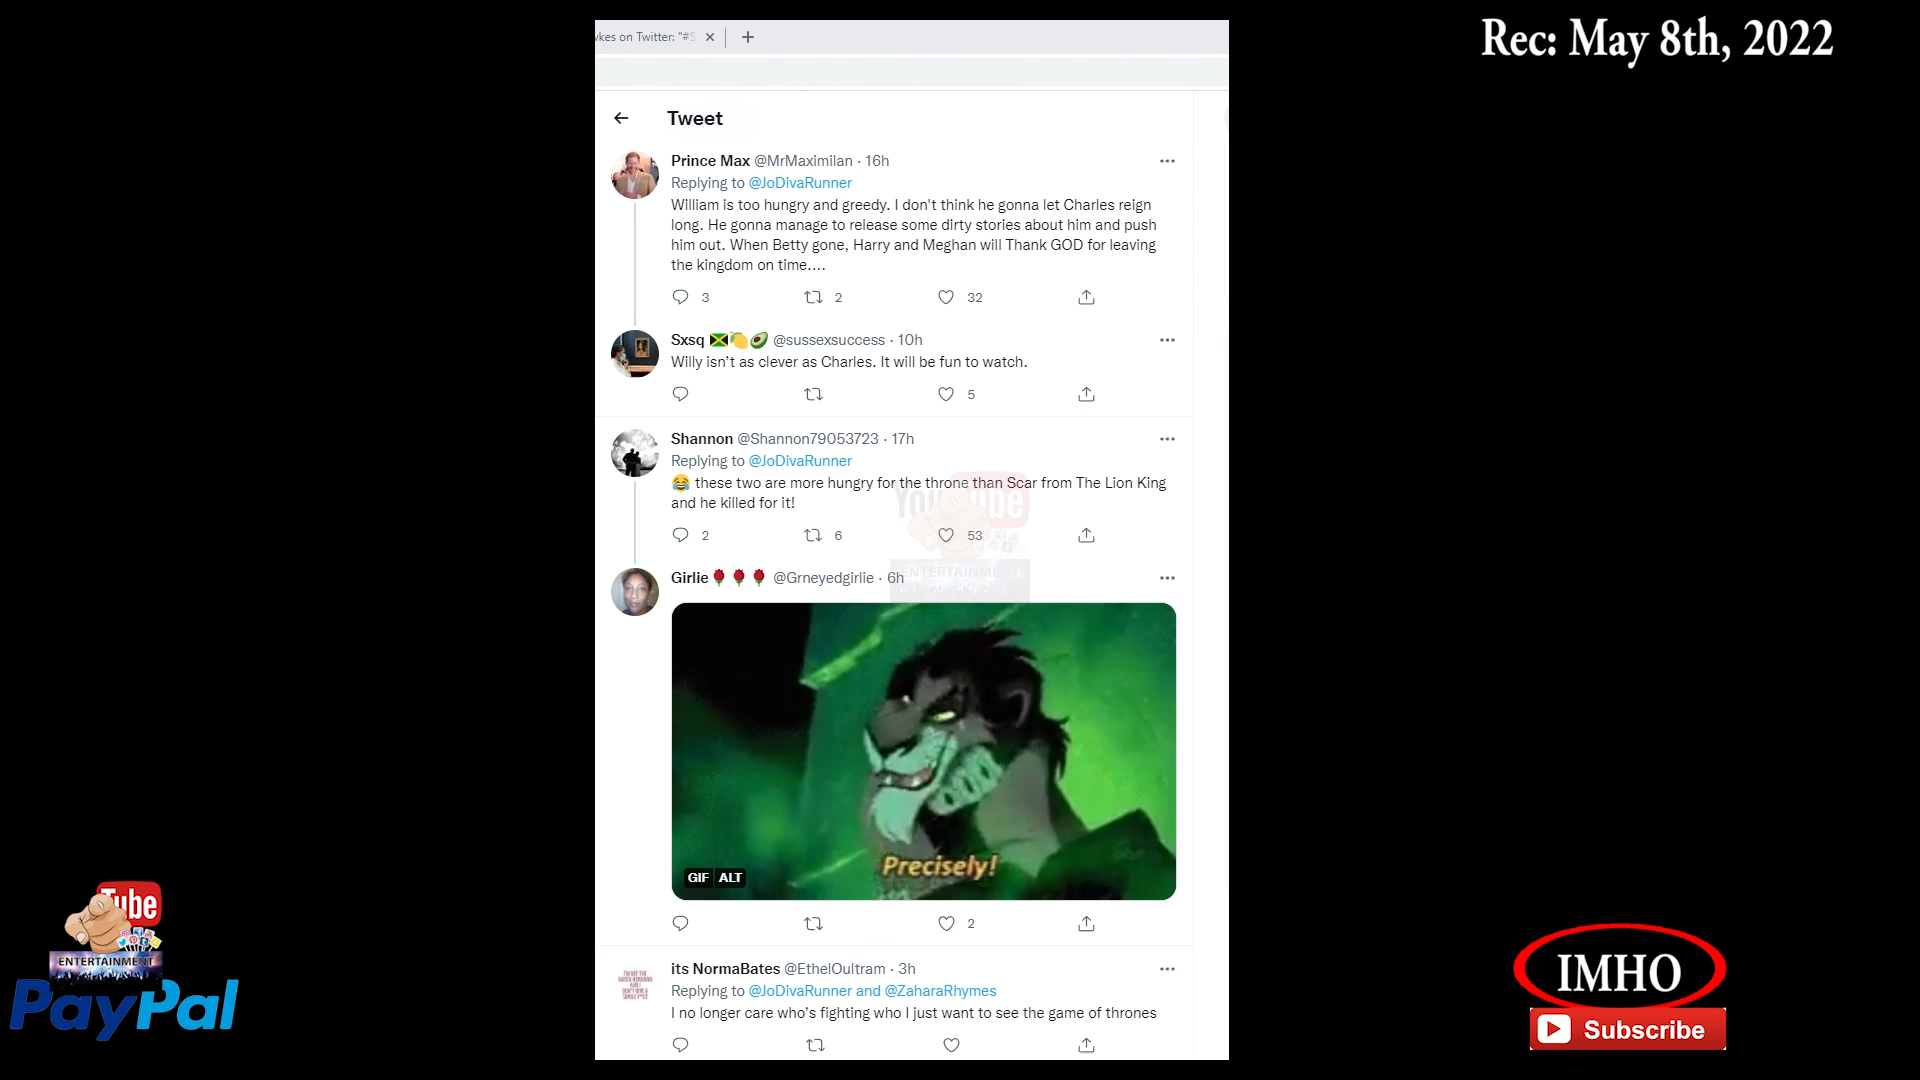 Rec: May 8th, 2022
wkes on Twitter: "#S
Tweet
Prince Max @MrMaximilan · 16h
Replying to @JoDivaRunner
William is too hungry and greedy. I don't think he gonna let Charles reign
long. He gonna manage to release some dirty stories about him and push
him out. When Betty gone, Harry and Meghan will Thank GOD for leaving
the kingdom on time....
3 2 32
Sxsq 🇯🇲🍋🥑 @sussexsuccess · 10h
Willy isn’t as clever as Charles. It will be fun to watch.
5
Shannon @Shannon79053723 · 17h
Replying to @JoDivaRunner
😂 these two are more hungry for the throne than Scar from The Lion King
and he killed for it!
2 6 53
YouTube
ENTERTAINMENT
Girlie🌹🌹🌹 @Grneyedgirlie · 6h
Precisely!
GIF ALT
2
its NormaBates @EthelOultram · 3h
Replying to @JoDivaRunner and @ZaharaRhymes
I no longer care who’s fighting who I just want to see the game of thrones
Tube
ENTERTAINMENT
PayPal
IMHO
Subscribe